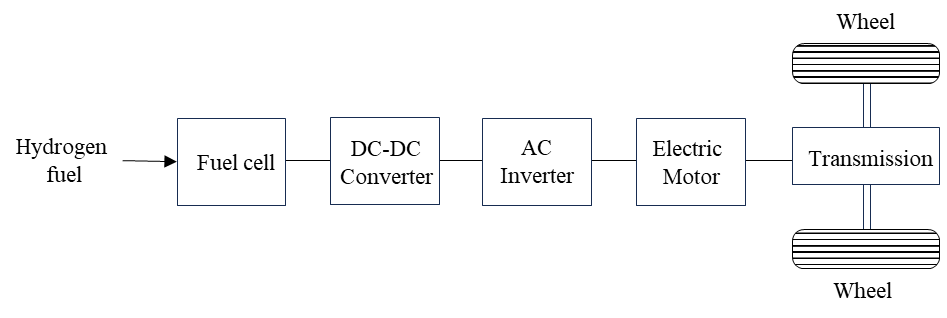 Wheel
Hydrogen
fuel
Fuel cell
DC-DC
Converter
AC
Inverter
Electric
Motor
Transmission
Wheel